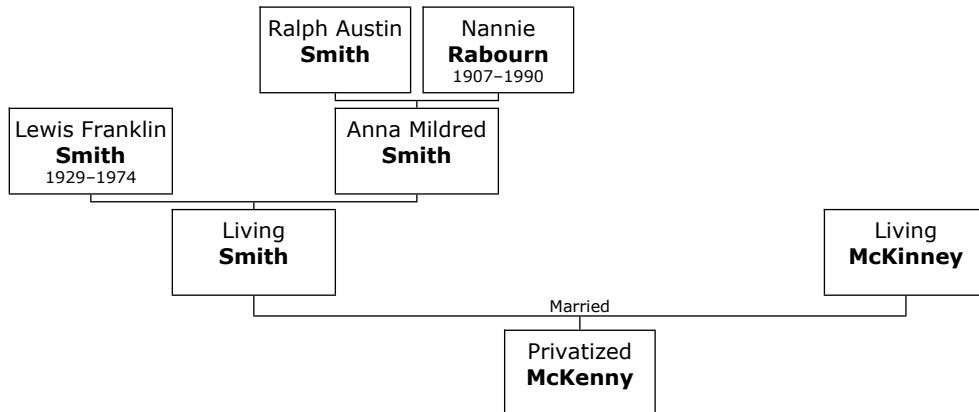 Ralph Austin
Smith
Nannie
Rabourn
1907–1990
Lewis Franklin
Smith
1929–1974
Anna Mildred
Smith
Living
Smith
Living
McKinney
Married
Privatized
McKenny